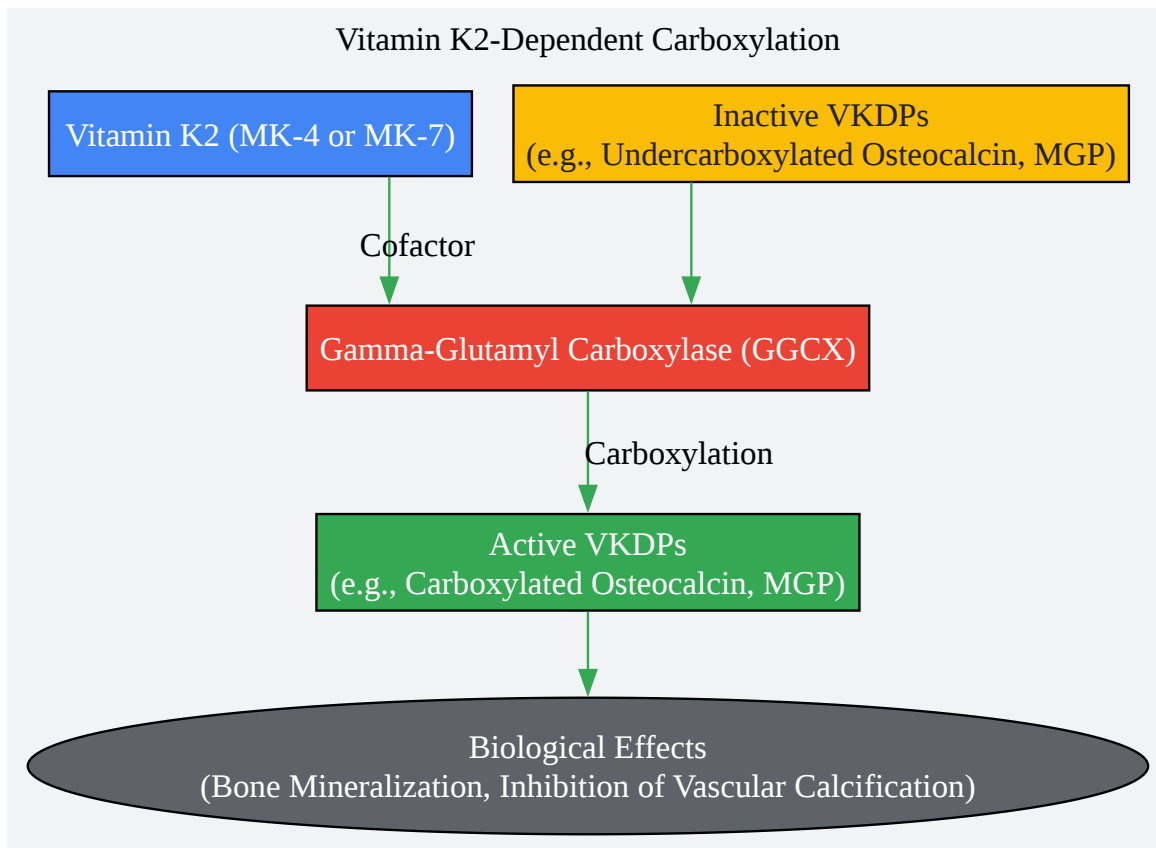 Vitamin K2-Dependent Carboxylation
Vitamin K2 (MK-4 or MK-7)
Inactive VKDPs
(e.g., Undercarboxylated Osteocalcin, MGP)
Cofactor
Gamma-Glutamyl Carboxylase (GGCX)
Carboxylation
Active VKDPs
(e.g., Carboxylated Osteocalcin, MGP)
Biological Effects
(Bone Mineralization, Inhibition of Vascular Calcification)